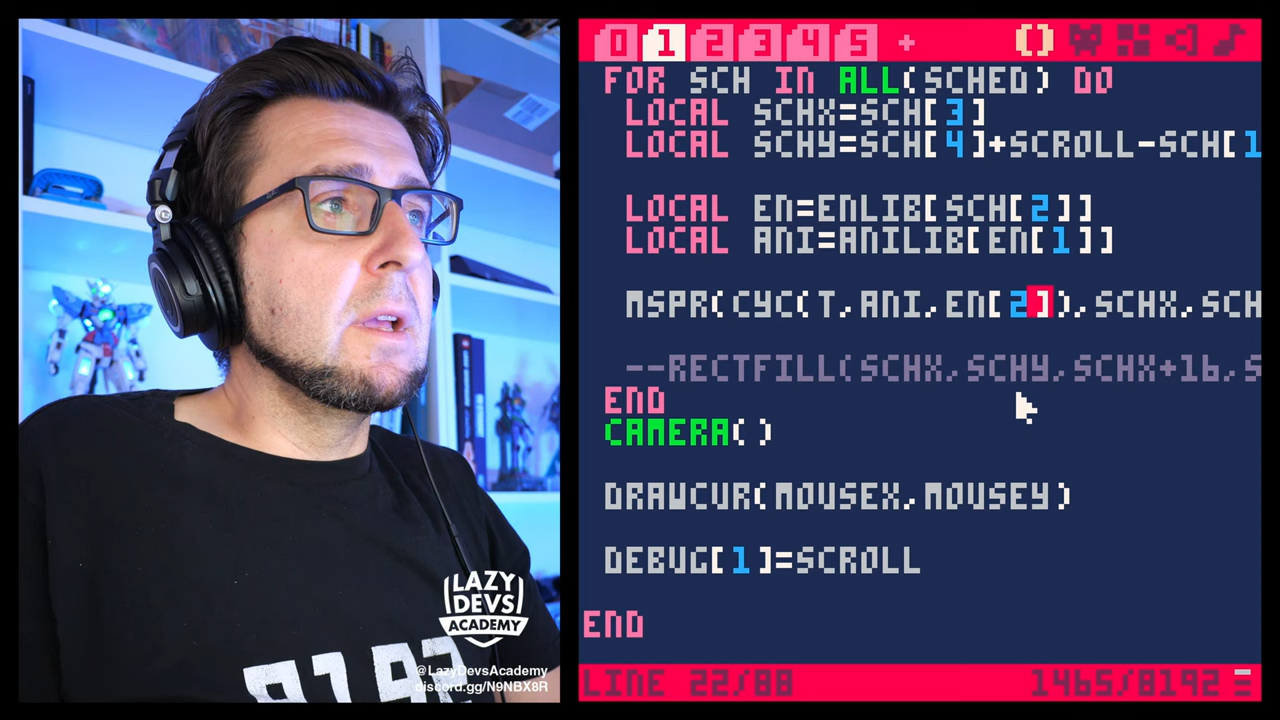 0 1 2 3 4 5 +
FOR SCH IN ALL(SCHED) DO
LOCAL SCHX=SCH[3]
LOCAL SCHY=SCH[4]+SCROLL-SCH[1
LOCAL EN=ENLIB[SCH[2]]
LOCAL ANI=ANILIB[EN[1]]
MSPR(CYC(T,ANI,EN[2]),SCHX,SCH
--RECTFILL(SCHX,SCHY,SCHX+16,S
END
CAMERA()
DRAWCUR(MOUSEX,MOUSEY)
DEBUG[1]=SCROLL
END
LINE 22/88 1465/8192
LAZY
DEVS
ACADEMY
8192
@LazyDevsAcademy
discord.gg/N9NBX8R